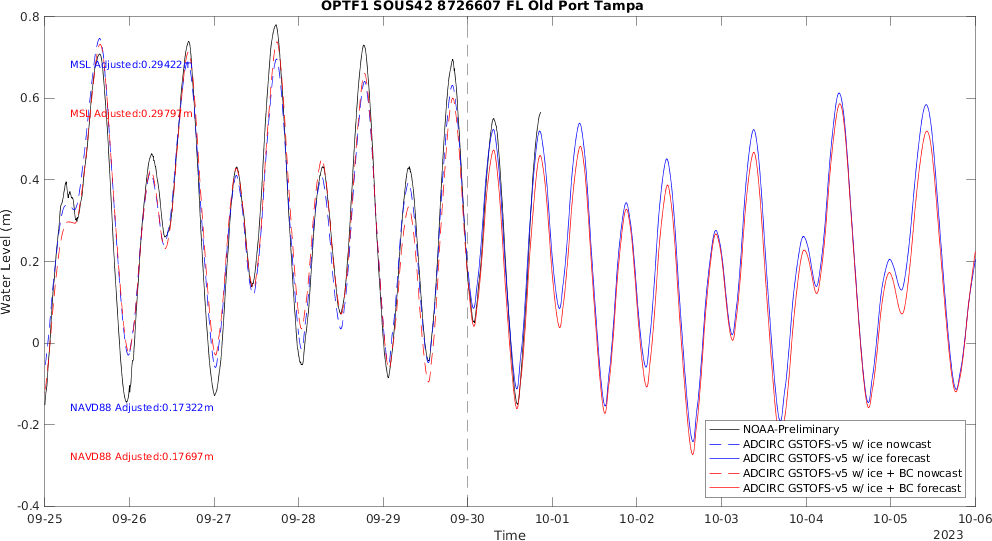 OPTF1 SOUS42 8726607 FL Old Port Tampa
0.8
MSL Adjusted:0.29422m
0.6
MSL Adjusted:0.29797m
0.4
Water Level (m)
0.2
0
NAVD88 Adjusted:0.17322m
-0.2
NAVD88 Adjusted:0.17697m
NOAA-Preliminary
ADCIRC GSTOFS-v5 w/ ice nowcast
ADCIRC GSTOFS-v5 w/ ice forecast
ADCIRC GSTOFS-v5 w/ ice + BC nowcast
ADCIRC GSTOFS-v5 w/ ice + BC forecast
-0.4
09-25 09-26 09-27 09-28 09-29 09-30 10-01 10-02 10-03 10-04 10-05 10-06
Time
2023